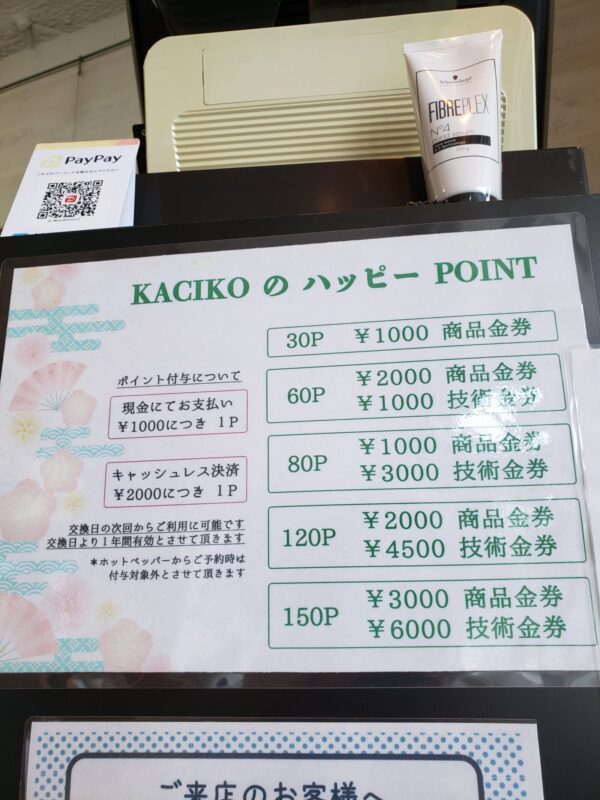 PayPay
Schwarzkopf
FIBREPLEX
N°4
bond serum
KACIKO の ハッピー POINT
ポイント付与について
現金にてお支払い
￥1000につき 1P
キャッシュレス決済
￥2000につき 1P
交換日の次回からご利用に可能です
交換日より1年間有効とさせて頂きます
＊ホットペッパーからご予約時は
付与対象外とさせて頂きます
30P ￥1000 商品金券
60P ￥2000 商品金券
￥1000 技術金券
80P ￥1000 商品金券
￥3000 技術金券
120P ￥2000 商品金券
￥4500 技術金券
150P ￥3000 商品金券
￥6000 技術金券
ご来店のお客様へ